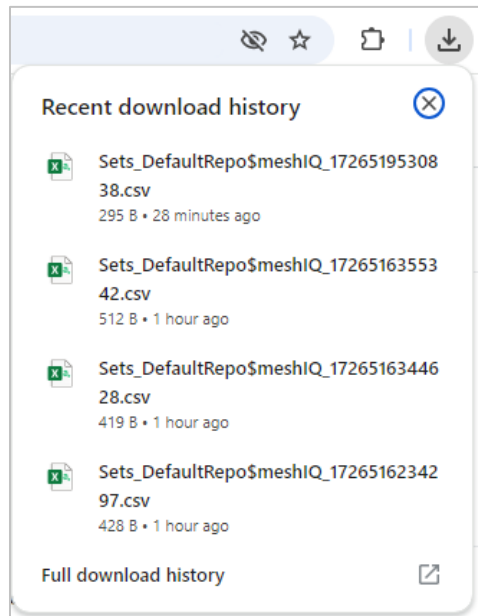 Recent download history
Sets_DefaultRepo$meshIQ_17265195308
38.csv
295 B • 28 minutes ago
Sets_DefaultRepo$meshIQ_17265163553
42.csv
512 B • 1 hour ago
Sets_DefaultRepo$meshIQ_17265163446
28.csv
419 B • 1 hour ago
Sets_DefaultRepo$meshIQ_17265162342
97.csv
428 B • 1 hour ago
Full download history